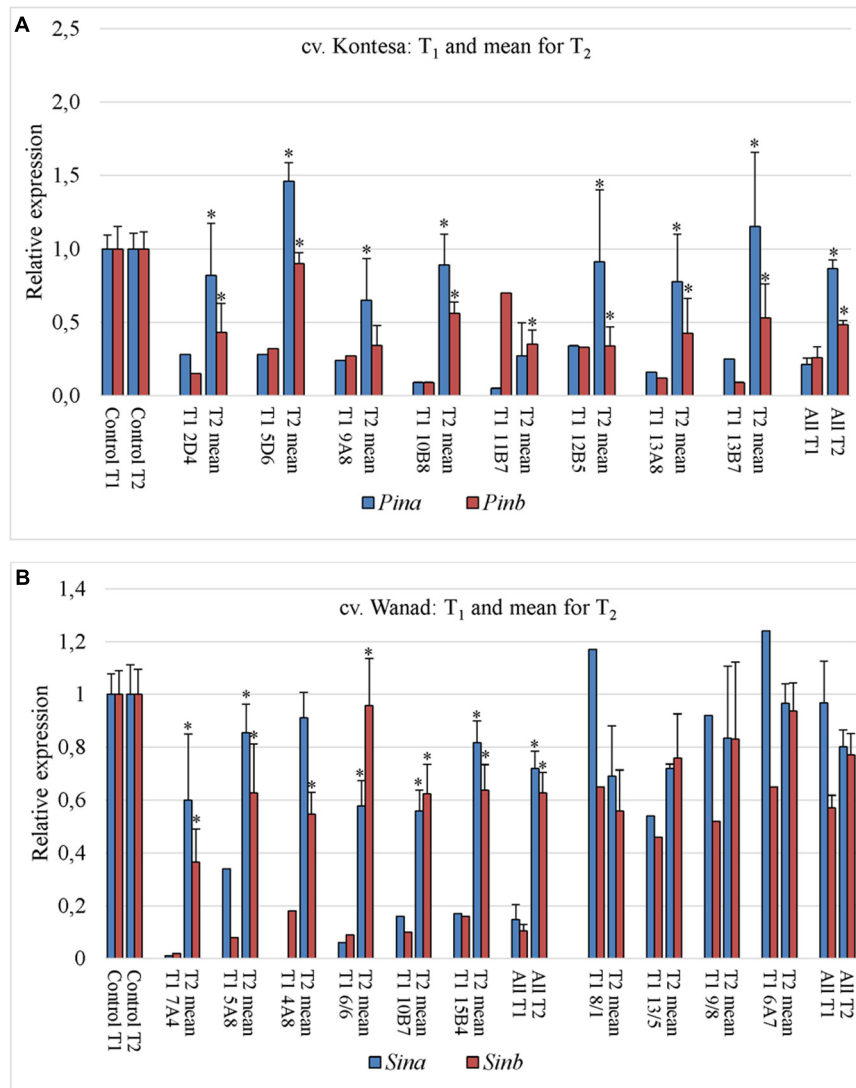 A
cv. Kontesa: T₁ and mean for T₂
Relative expression
2,5
2,0
1,5
1,0
0,5
0,0
* * * * * * * * * * * * * * * *
Control T1
Control T2
T1 2D4
T2 mean
T1 5D6
T2 mean
T1 9A8
T2 mean
T1 10B8
T2 mean
T1 11B7
T2 mean
T1 12B5
T2 mean
T1 13A8
T2 mean
T1 13B7
T2 mean
All T1
All T2
Pina Pinb
B
cv. Wanad: T₁ and mean for T₂
Relative expression
1,4
1,2
1
0,8
0,6
0,4
0,2
0
* * * * * * * * * * * * *
Control T1
Control T2
T1 7A4
T2 mean
T1 5A8
T2 mean
T1 4A8
T2 mean
T1 6/6
T2 mean
T1 10B7
T2 mean
T1 15B4
T2 mean
All T1
All T2
T1 8/1
T2 mean
T1 13/5
T2 mean
T1 9/8
T2 mean
T1 6A7
T2 mean
All T1
All T2
Sina Sinb